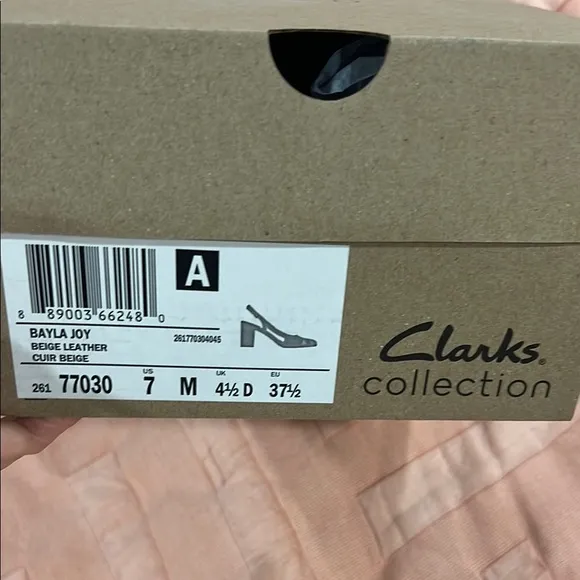 A
8 89003 66248 0
BAYLA JOY
261770304045
BEIGE LEATHER
CUIR BEIGE
US UK EU
261 77030 7 M 4½ D 37½
Clarks®
collection